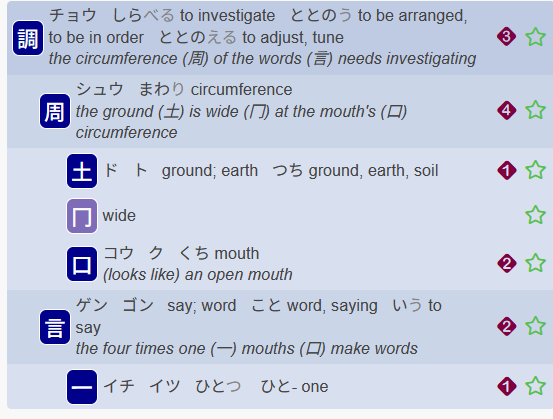 調 チョウ しらべる to investigate ととのう to be arranged,
to be in order ととのえる to adjust, tune
the circumference (周) of the words (言) needs investigating
3
周 シュウ まわり circumference
the ground (土) is wide (冂) at the mouth's (口)
circumference
4
土 ド ト ground; earth つち ground, earth, soil
1
冂 wide
口 コウ ク くち mouth
(looks like) an open mouth
2
言 ゲン ゴン say; word こと word, saying いう to
say
the four times one (一) mouths (口) make words
2
一 イチ イツ ひとつ ひと- one
1